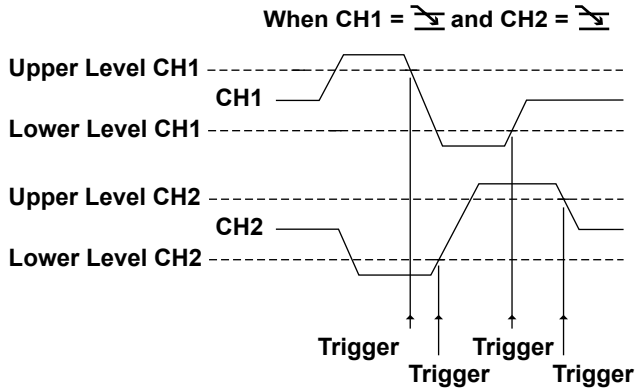 When CH1 = and CH2 =
Upper Level CH1
CH1
Lower Level CH1
Upper Level CH2
CH2
Lower Level CH2
Trigger Trigger
Trigger Trigger